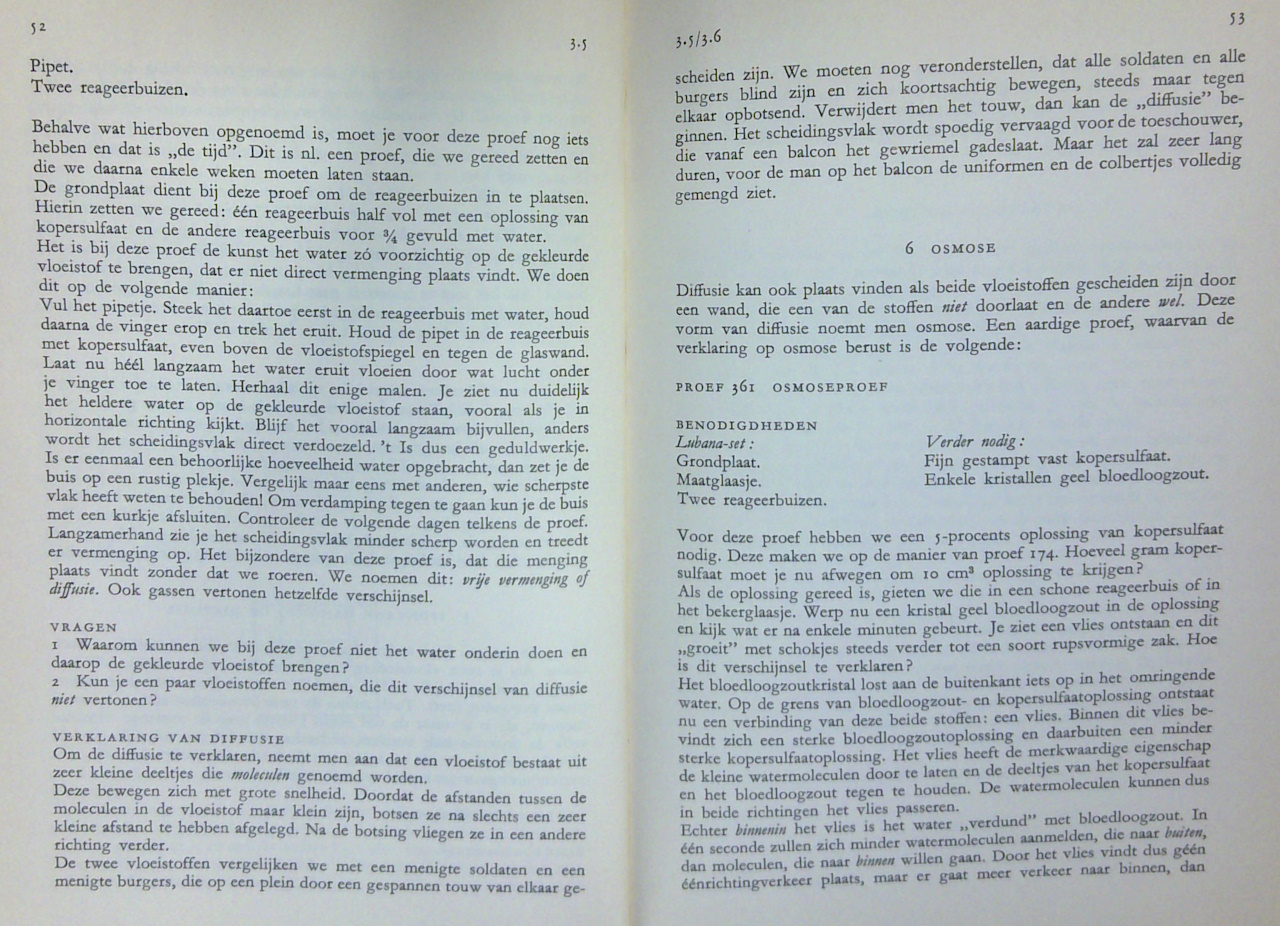 52
3.5
Pipet.
Twee reageerbuizen.
Behalve wat hierboven opgenoemd is, moet je voor deze proef nog iets
hebben en dat is „de tijd”. Dit is nl. een proef, die we gereed zetten en
die we daarna enkele weken moeten laten staan.
De grondplaat dient bij deze proef om de reageerbuizen in te plaatsen.
Hierin zetten we gereed: één reageerbuis half vol met een oplossing van
kopersulfaat en de andere reageerbuis voor ¾ gevuld met water.
Het is bij deze proef de kunst het water zó voorzichtig op de gekleurde
vloeistof te brengen, dat er niet direct vermenging plaats vindt. We doen
dit op de volgende manier:
Vul het pipetje. Steek het daartoe eerst in de reageerbuis met water, houd
daarna de vinger erop en trek het eruit. Houd de pipet in de reageerbuis
met kopersulfaat, even boven de vloeistofspiegel en tegen de glaswand.
Laat nu héél langzaam het water eruit vloeien door wat lucht onder
je vinger toe te laten. Herhaal dit enige malen. Je ziet nu duidelijk
het heldere water op de gekleurde vloeistof staan, vooral als je in
horizontale richting kijkt. Blijf het vooral langzaam bijvullen, anders
wordt het scheidingsvlak direct verdoezeld. ’t Is dus een geduldwerkje.
Is er eenmaal een behoorlijke hoeveelheid water opgebracht, dan zet je de
buis op een rustig plekje. Vergelijk maar eens met anderen, wie scherpste
vlak heeft weten te behouden! Om verdamping tegen te gaan kun je de buis
met een kurkje afsluiten. Controleer de volgende dagen telkens de proef.
Langzamerhand zie je het scheidingsvlak minder scherp worden en treedt
er vermenging op. Het bijzondere van deze proef is, dat die menging
plaats vindt zonder dat we roeren. We noemen dit: vrije vermenging of
diffusie. Ook gassen vertonen hetzelfde verschijnsel.
VRAGEN
1 Waarom kunnen we bij deze proef niet het water onderin doen en
daarop de gekleurde vloeistof brengen?
2 Kun je een paar vloeistoffen noemen, die dit verschijnsel van diffusie
niet vertonen?
VERKLARING VAN DIFFUSIE
Om de diffusie te verklaren, neemt men aan dat een vloeistof bestaat uit
zeer kleine deeltjes die moleculen genoemd worden.
Deze bewegen zich met grote snelheid. Doordat de afstanden tussen de
moleculen in de vloeistof maar klein zijn, botsen ze na slechts een zeer
kleine afstand te hebben afgelegd. Na de botsing vliegen ze in een andere
richting verder.
De twee vloeistoffen vergelijken we met een menigte soldaten en een
menigte burgers, die op een plein door een gespannen touw van elkaar ge-
53
3.5/3.6
scheiden zijn. We moeten nog veronderstellen, dat alle soldaten en alle
burgers blind zijn en zich koortsachtig bewegen, steeds maar tegen
elkaar opbotsend. Verwijdert men het touw, dan kan de „diffusie” be-
ginnen. Het scheidingsvlak wordt spoedig vervaagd voor de toeschouwer,
die vanaf een balcon het gewriemel gadeslaat. Maar het zal zeer lang
duren, voor de man op het balcon de uniformen en de colbertjes volledig
gemengd ziet.
6 OSMOSE
Diffusie kan ook plaats vinden als beide vloeistoffen gescheiden zijn door
een wand, die een van de stoffen niet doorlaat en de andere wel. Deze
vorm van diffusie noemt men osmose. Een aardige proef, waarvan de
verklaring op osmose berust is de volgende:
PROEF 361 OSMOSEPROEF
BENODIGDHEDEN
Lubana-set:
Grondplaat.
Maatglaasje.
Twee reageerbuizen.
Verder nodig:
Fijn gestampt vast kopersulfaat.
Enkele kristallen geel bloedloogzout.
Voor deze proef hebben we een 5-procents oplossing van kopersulfaat
nodig. Deze maken we op de manier van proef 174. Hoeveel gram koper-
sulfaat moet je nu afwegen om 10 cm³ oplossing te krijgen?
Als de oplossing gereed is, gieten we die in een schone reageerbuis of in
het bekerglaasje. Werp nu een kristal geel bloedloogzout in de oplossing
en kijk wat er na enkele minuten gebeurt. Je ziet een vlies ontstaan en dit
„groeit” met schokjes steeds verder tot een soort rupsvormige zak. Hoe
is dit verschijnsel te verklaren?
Het bloedloogzoutkristal lost aan de buitenkant iets op in het omringende
water. Op de grens van bloedloogzout- en kopersulfaatoplossing ontstaat
nu een verbinding van deze beide stoffen: een vlies. Binnen dit vlies be-
vindt zich een sterke bloedloogzoutoplossing en daarbuiten een minder
sterke kopersulfaatoplossing. Het vlies heeft de merkwaardige eigenschap
de kleine watermoleculen door te laten en de deeltjes van het kopersulfaat
en het bloedloogzout tegen te houden. De watermoleculen kunnen dus
in beide richtingen het vlies passeren.
Echter binnenin het vlies is het water „verdund” met bloedloogzout. In
één seconde zullen zich minder watermoleculen aanmelden, die naar buiten,
dan moleculen, die naar binnen willen gaan. Door het vlies vindt dus géén
éénrichtingverkeer plaats, maar er gaat meer verkeer naar binnen, dan